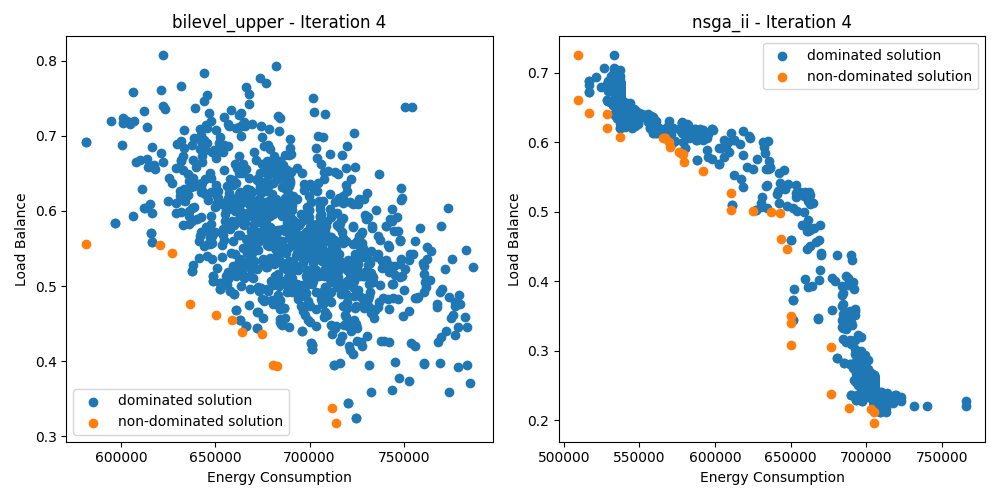 bilevel_upper - Iteration 4
Load Balance
0.8
0.7
0.6
0.5
0.4
0.3
dominated solution
non-dominated solution
600000 650000 700000 750000
Energy Consumption
nsga_ii - Iteration 4
Load Balance
0.7
0.6
0.5
0.4
0.3
0.2
dominated solution
non-dominated solution
500000 550000 600000 650000 700000 750000
Energy Consumption